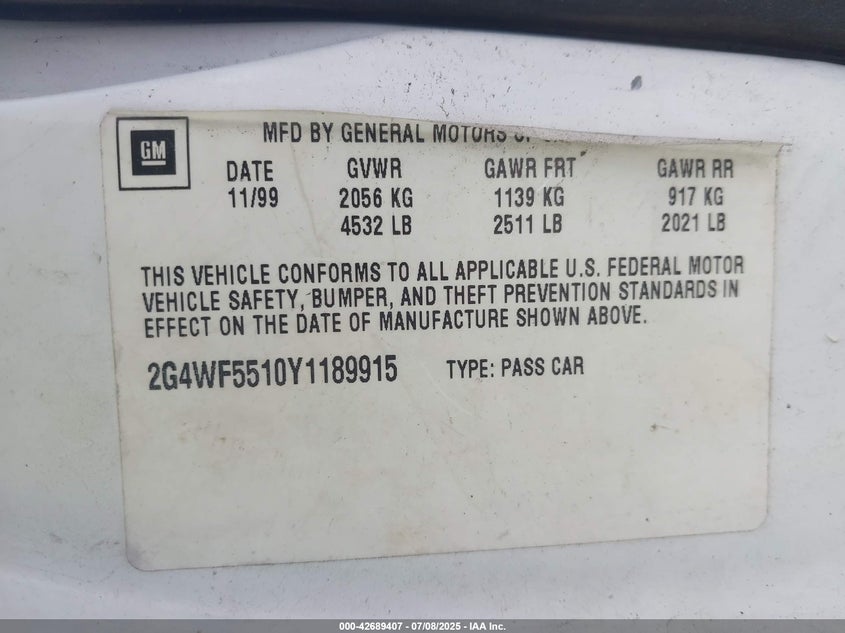 MFD BY GENERAL MOTORS
GM
DATE GVWR GAWR FRT GAWR RR
11/99 2056 KG 1139 KG 917 KG
4532 LB 2511 LB 2021 LB
THIS VEHICLE CONFORMS TO ALL APPLICABLE U.S. FEDERAL MOTOR
VEHICLE SAFETY, BUMPER, AND THEFT PREVENTION STANDARDS IN
EFFECT ON THE DATE OF MANUFACTURE SHOWN ABOVE.
2G4WF5510Y1189915 TYPE: PASS CAR
000-42689407 - 07/08/2025 - IAA Inc.